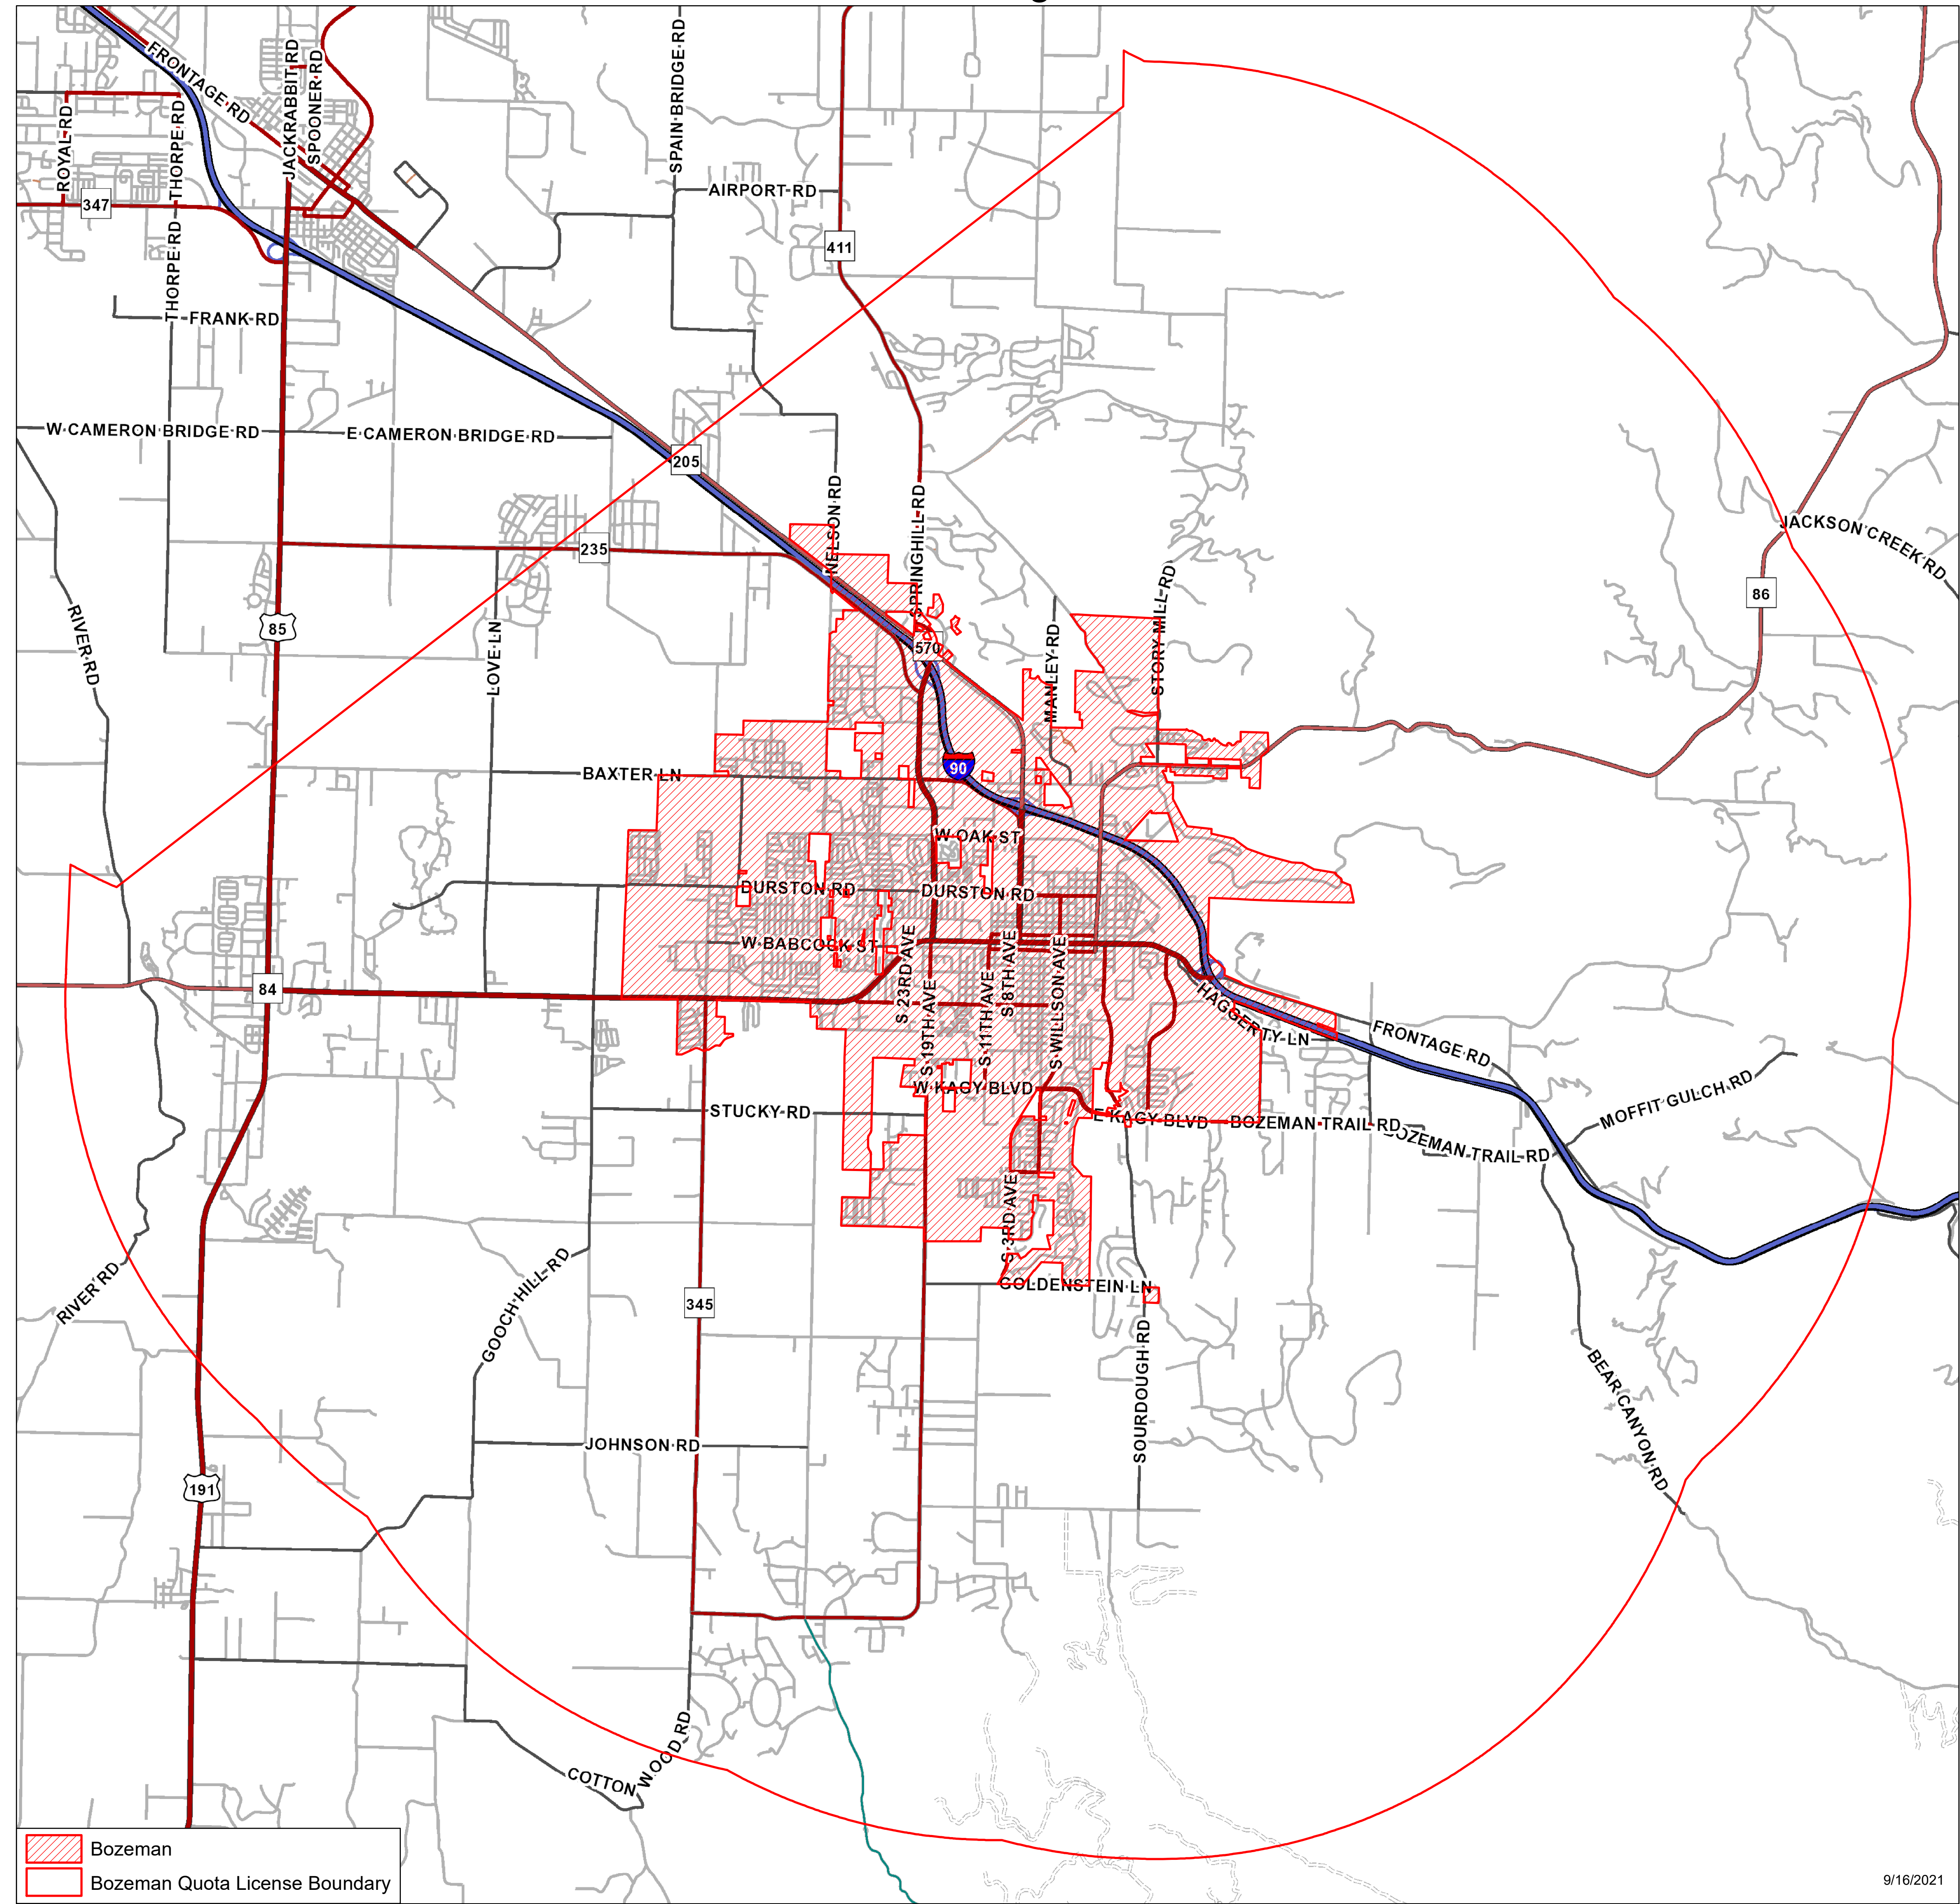 FRONTAGE RD
JACKRABBIT RD
SPOONER RD
SPAIN BRIDGE RD
ROYAL RD
THORPE RD
AIRPORT RD
347
THORPE RD
411
FRANK RD
W CAMERON BRIDGE RD
E CAMERON BRIDGE RD
205
NELSON RD
SPRINGHILL RD
JACKSON CREEK RD
235
86
RIVER RD
85
LOVE LN
570
MANLEY RD
STORY MILL RD
BAXTER LN
90
W OAK ST
DURSTON RD
DURSTON RD
W BABCOCK ST
S 23RD AVE
S 19TH AVE
S 11TH AVE
S 8TH AVE
S WILLSON AVE
84
HAGGERTY LN
FRONTAGE RD
W KAGY BLVD
STUCKY RD
E KAGY BLVD
BOZEMAN TRAIL RD
BOZEMAN TRAIL RD
MOFFIT GULCH RD
S 3RD AVE
RIVER RD
GOOCH HILL RD
GOLDENSTEIN LN
345
SOURDOUGH RD
BEAR CANYON RD
JOHNSON RD
191
COTTON WOOD RD
Bozeman
Bozeman Quota License Boundary
9/16/2021